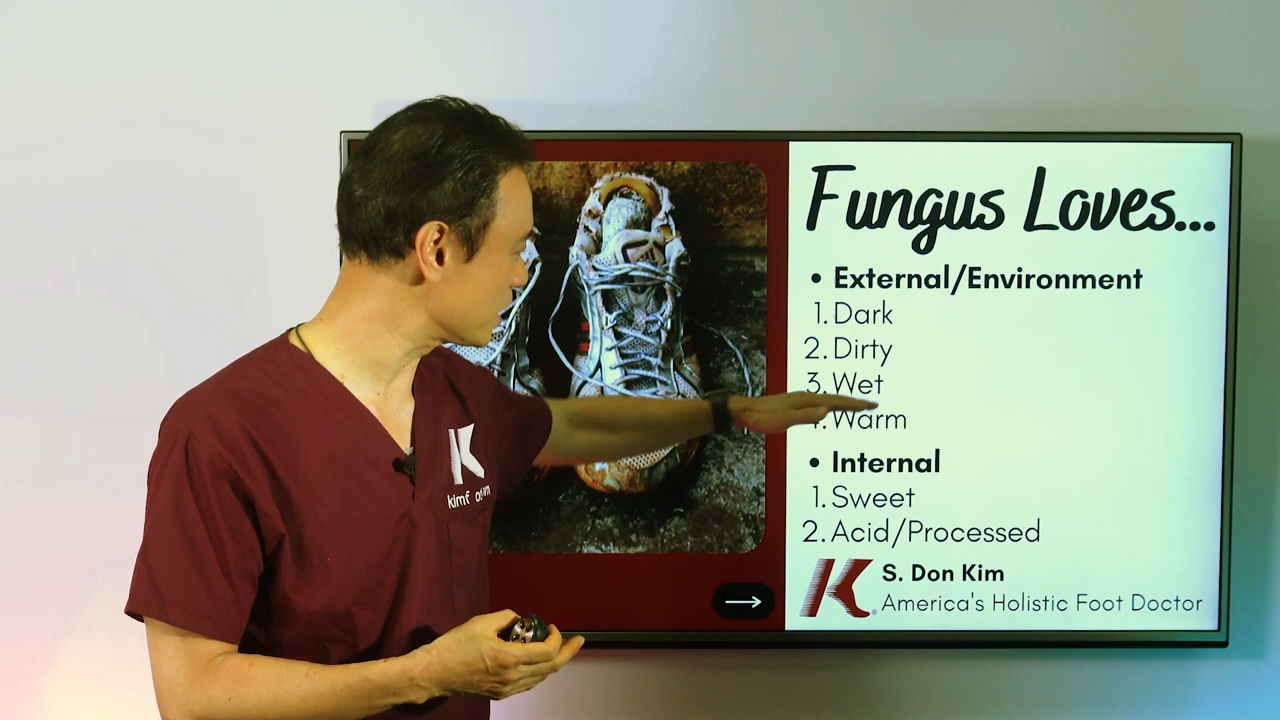 Fungus Loves...
• External/Environment
1. Dark
2. Dirty
3. Wet
Warm
• Internal
1. Sweet
2. Acid/Processed
K
S. Don Kim
America's Holistic Foot Doctor
K